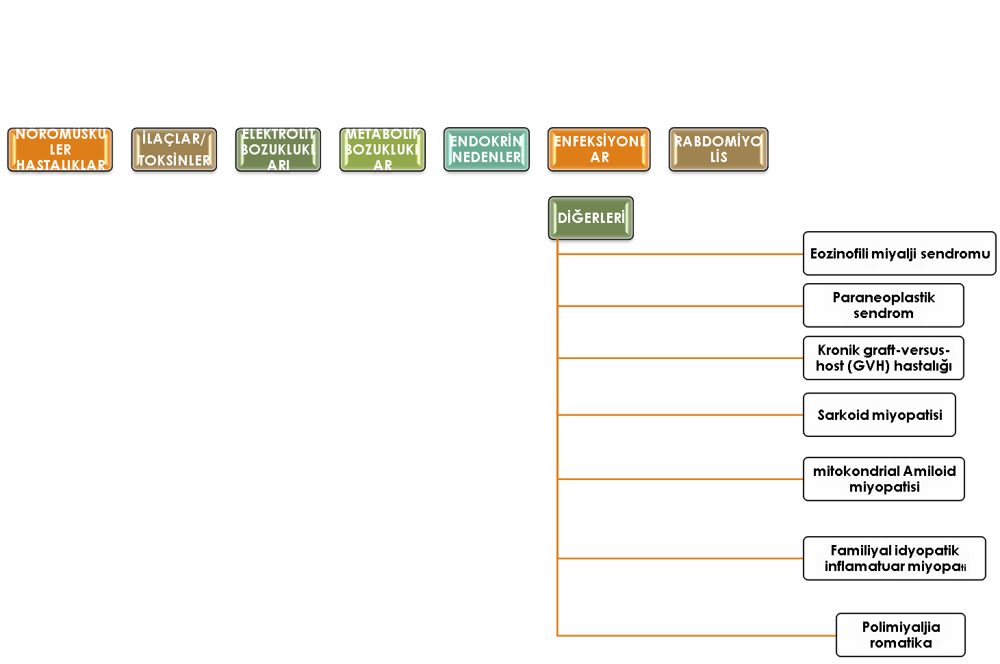 NÖROMÜSKÜ
LER
HASTALIKLAR
İLAÇLAR/
TOKSİNLER
ELEKTROLİT
BOZUKLUKL
ARI
METABOLİK
BOZUKLUKL
AR
ENDOKRİN
NEDENLER
ENFEKSİYONL
AR
RABDOMİYO
LİS
DİĞERLERİ
Eozinofili miyalji sendromu
Paraneoplastik
sendrom
Kronik graft-versus-
host (GVH) hastalığı
Sarkoid miyopatisi
mitokondrial Amiloid
miyopatisi
Familiyal idyopatik
inflamatuar miyopati
Polimiyaljia
romatika